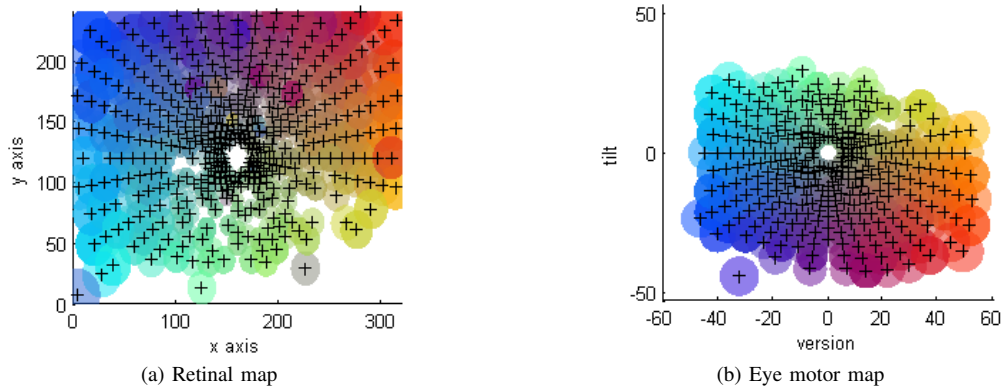 200
150
100
50
0
y axis
0 100 200 300
x axis
(a) Retinal map
50
0
-50
tilt
-60 -40 -20 0 20 40 60
version
(b) Eye motor map